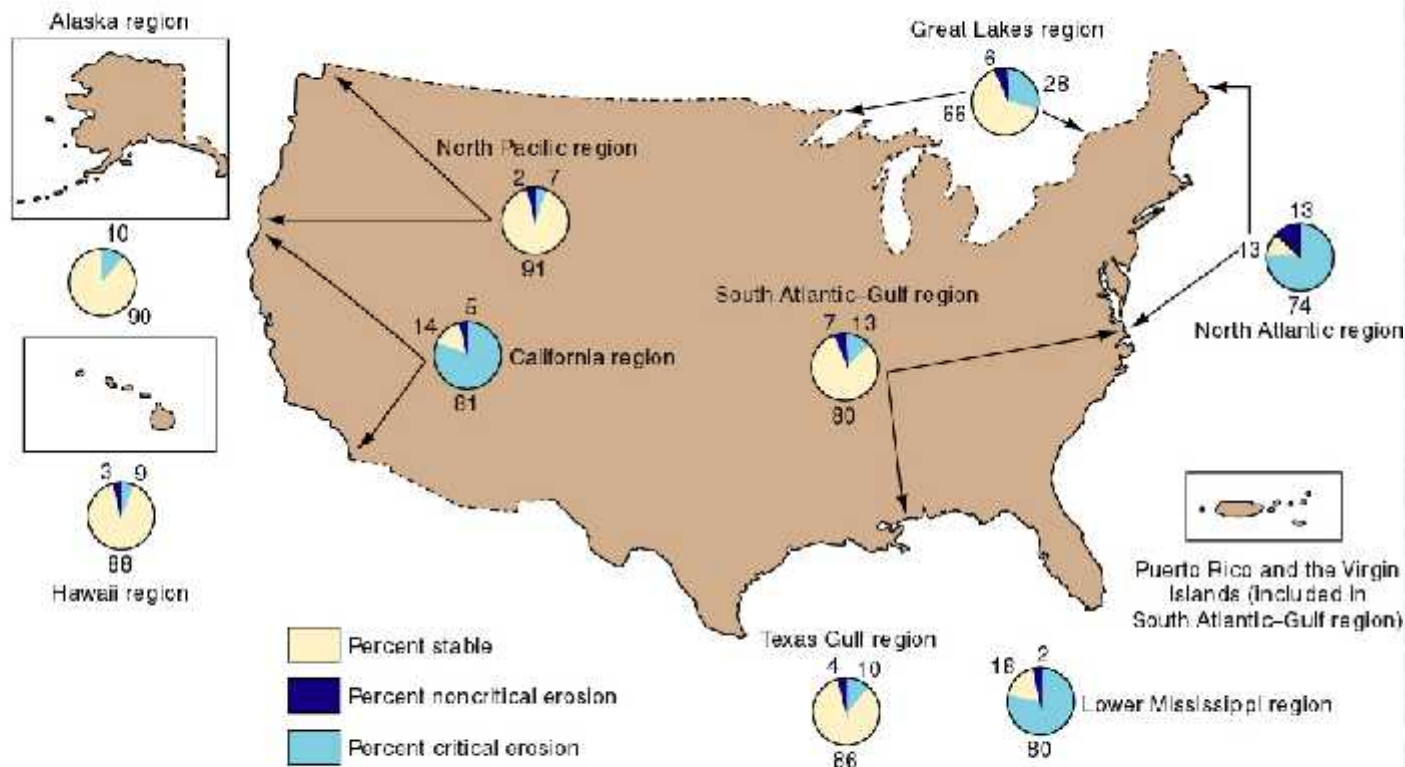 Alaska region
Great Lakes region
6
28
66
North Pacific region
2 7
91
10
90
13
13
74
North Atlantic region
South Atlantic–Gulf region
7 13
80
5
14
California region
81
3 9
88
Hawaii region
Puerto Rico and the Virgin
Islands (included in
South Atlantic–Gulf region)
Percent stable
Percent noncritical erosion
Percent critical erosion
Texas Gulf region
4 10
86
18 2
Lower Mississippi region
80